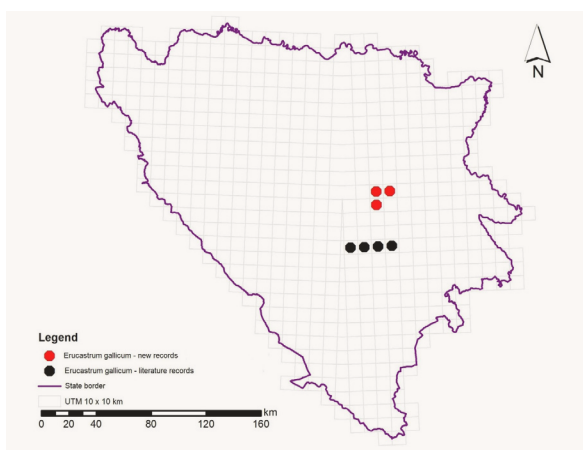 N
Legend
Erucastrum gallicum - new records
Erucastrum gallicum - literature records
State border
UTM 10 x 10 km
km
0 20 40 80 120 160